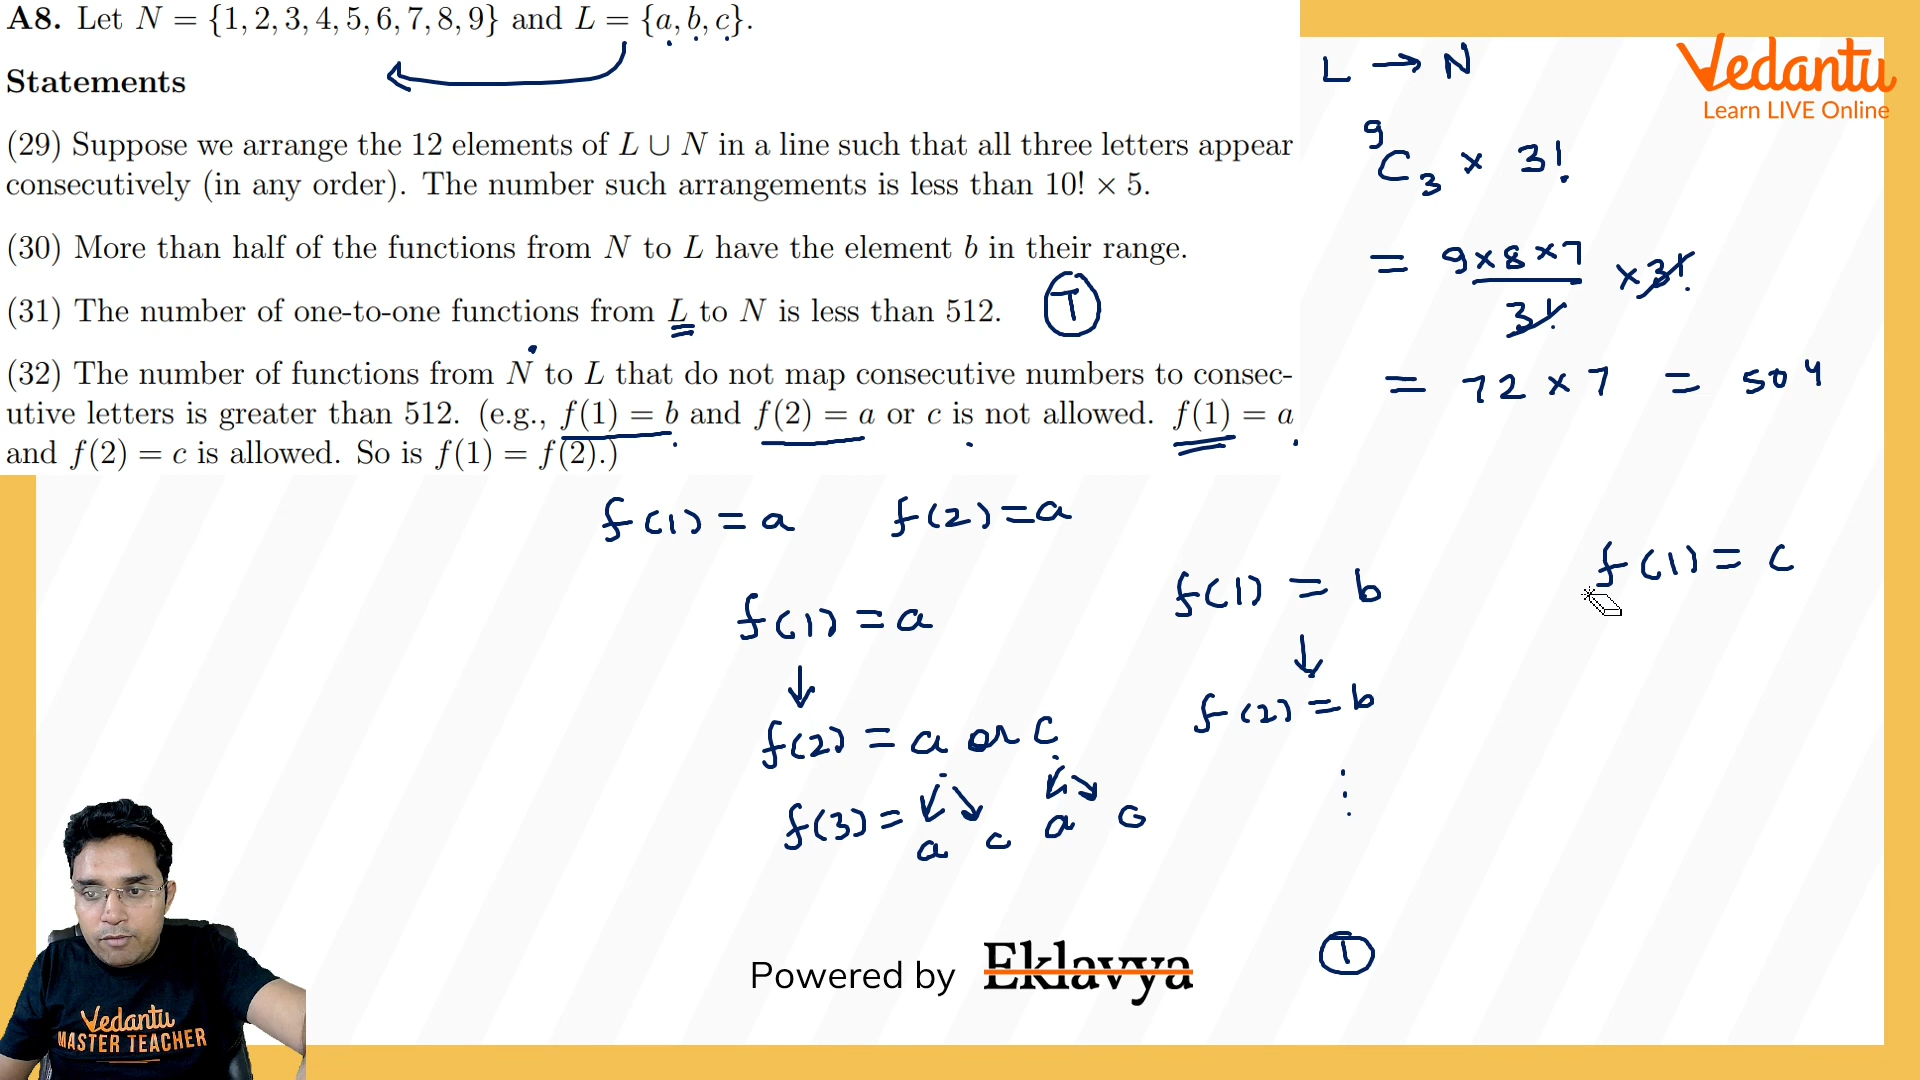 A8. Let N = {1, 2, 3, 4, 5, 6, 7, 8, 9} and L = {a, b, c}.
Statements
(29) Suppose we arrange the 12 elements of L ∪ N in a line such that all three letters appear
consecutively (in any order). The number such arrangements is less than 10! × 5.
(30) More than half of the functions from N to L have the element b in their range.
(31) The number of one-to-one functions from L to N is less than 512.
T
(32) The number of functions from N to L that do not map consecutive numbers to consec-
utive letters is greater than 512. (e.g., f(1) = b and f(2) = a or c is not allowed. f(1) = a
and f(2) = c is allowed. So is f(1) = f(2).)
L → N
⁹C₃ × 3!
= 9×8×7 / 3! × 3!
= 72 × 7 = 504
Vedantu
Learn LIVE Online
f(1) = a f(2) = a
f(1) = a
↓
f(2) = a or c
f(3) = a c a c
f(1) = b
↓
f(2) = b
⋮
f(1) = c
1
Powered by Eklavya
Vedantu
MASTER TEACHER